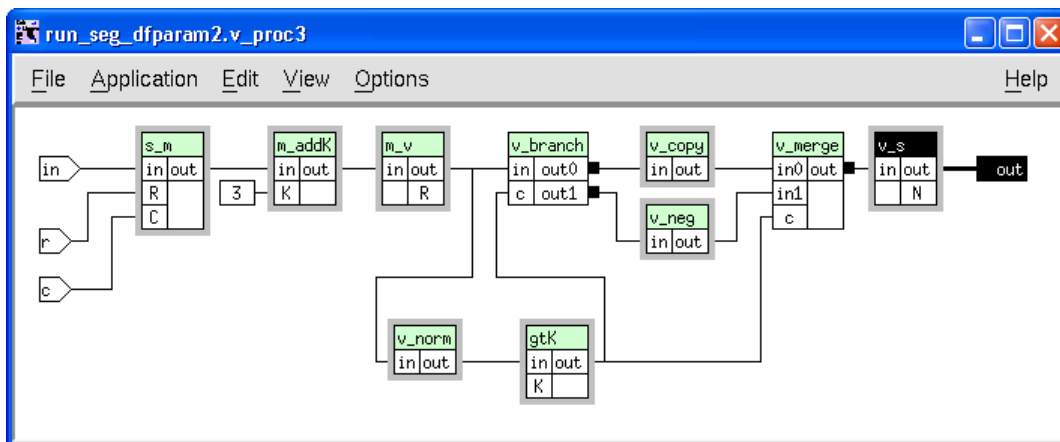 run_seg_dfparam2.v_proc3
File Application Edit View Options Help
s_m m_addK m_v v_branch v_copy v_merge v_s
in in out in out in out in out0 in out in0 out in out out
R 3 K R c out1 in1 N
C v_neg c
r in out
c
v_norm gtK
in out in out
K